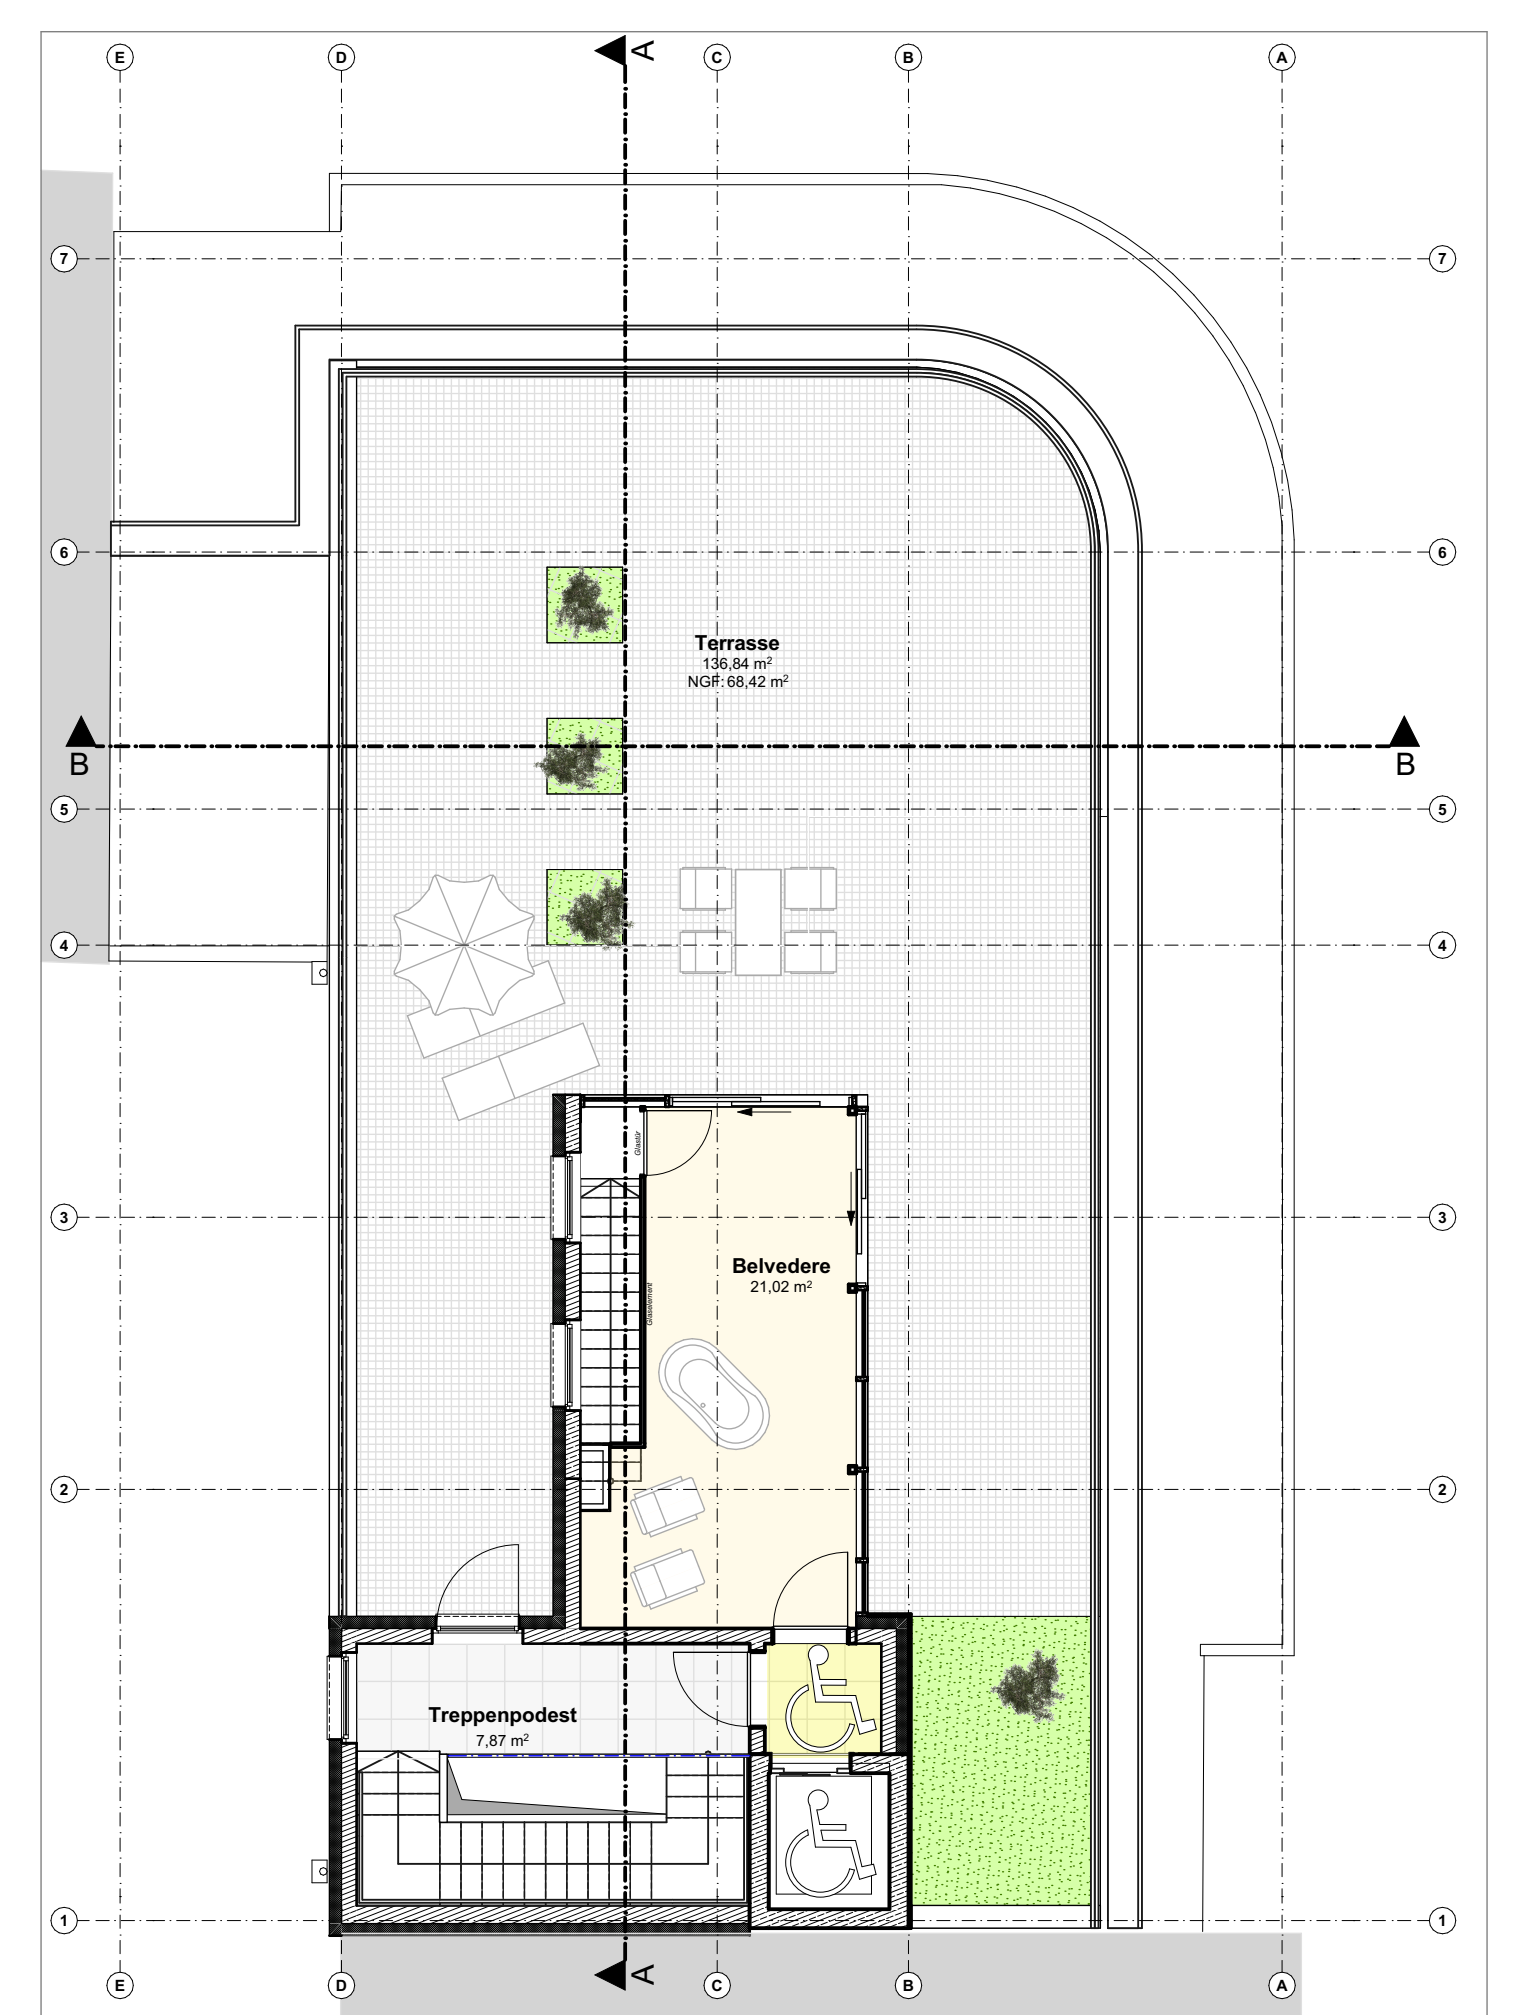 A
E
D
C
B
A
7
7
6
6
Terrasse
136,84 m²
NGF: 68,42 m²
B
B
5
5
4
4
Glastür
3
3
Belvedere
21,02 m²
Glaselement
2
2
Treppenpodest
7,87 m²
1
1
A
E
D
C
B
A